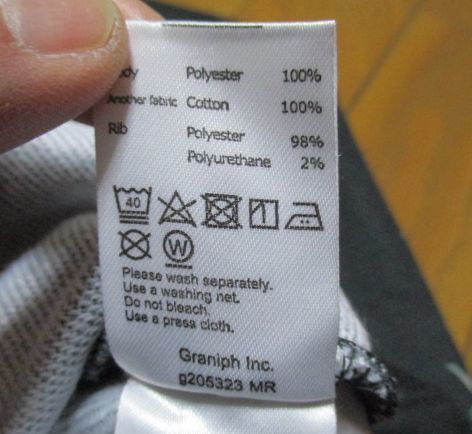 Polyester 100%
Another fabric Cotton 100%
Rib Polyester 98%
Polyurethane 2%
40
W
Please wash separately.
Use a washing net.
Do not bleach.
Use a press cloth.
Graniph Inc.
g205323 MR